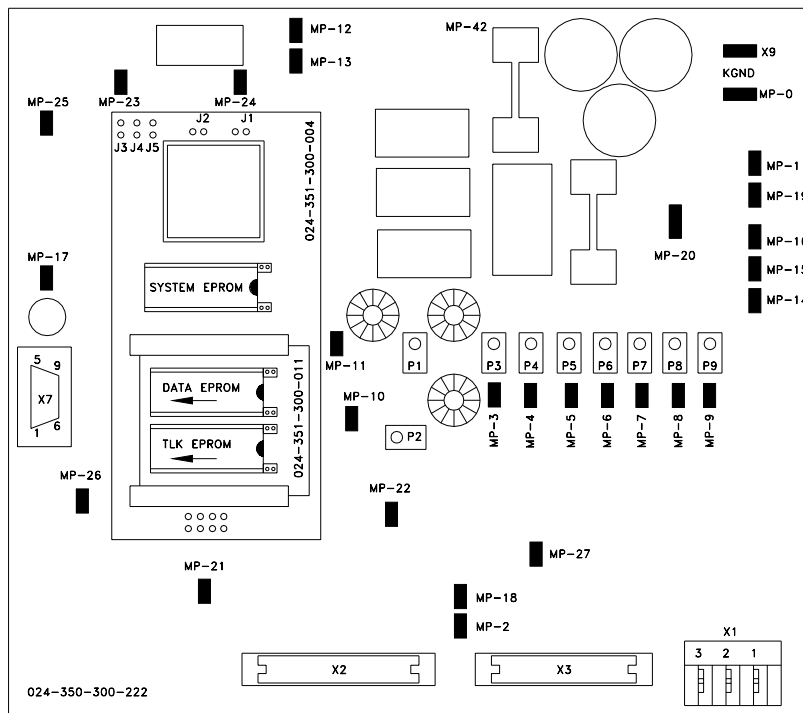 MP-12
MP-42
MP-13
X9
KGND
MP-0
MP-25
MP-23
MP-24
J2
J1
J3
J4
J5
024-351-300-004
MP-1
MP-19
MP-16
MP-15
MP-14
MP-20
MP-17
SYSTEM EPROM
MP-11
P1
P3
P4
P5
P6
P7
P8
P9
5
9
X7
1
6
DATA EPROM
TLK EPROM
024-351-300-011
MP-10
MP-3
MP-4
MP-5
MP-6
MP-7
MP-8
MP-9
P2
MP-26
MP-22
MP-27
MP-21
MP-18
MP-2
X1
3 2 1
X2
X3
024-350-300-222